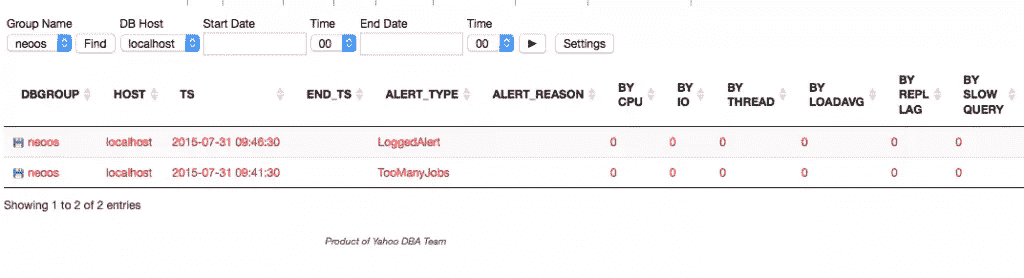 Group Name DB Host Start Date Time End Date Time
neoos Find localhost 00 00 Settings
DBGROUP HOST TS END_TS ALERT_TYPE ALERT_REASON BY CPU BY IO BY THREAD BY LOADAVG BY REPL LAG BY SLOW QUERY
neoos localhost 2015-07-31 09:46:30 LoggedAlert 0 0 0 0 0 0
neoos localhost 2015-07-31 09:41:30 TooManyJobs 0 0 0 0 0 0
Showing 1 to 2 of 2 entries
Product of Yahoo DBA Team